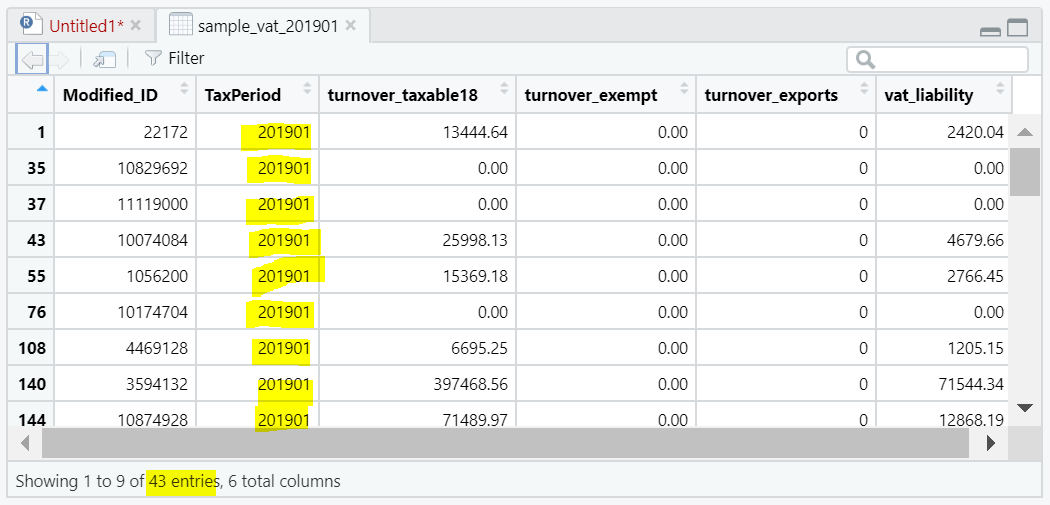 Untitled1* sample_vat_201901
Filter
Modified_ID TaxPeriod turnover_taxable18 turnover_exempt turnover_exports vat_liability
1 22172 201901 13444.64 0.00 0 2420.04
35 10829692 201901 0.00 0.00 0 0.00
37 11119000 201901 0.00 0.00 0 0.00
43 10074084 201901 25998.13 0.00 0 4679.66
55 1056200 201901 15369.18 0.00 0 2766.45
76 10174704 201901 0.00 0.00 0 0.00
108 4469128 201901 6695.25 0.00 0 1205.15
140 3594132 201901 397468.56 0.00 0 71544.34
144 10874928 201901 71489.97 0.00 0 12868.19
Showing 1 to 9 of 43 entries, 6 total columns